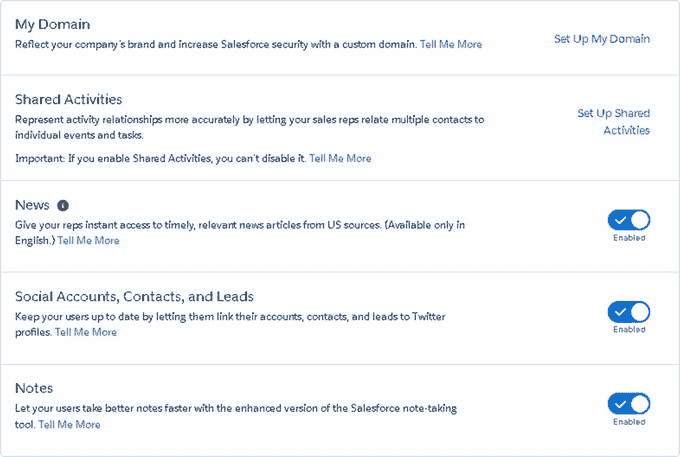 My Domain
Reflect your company's brand and increase Salesforce security with a custom domain. Tell Me More
Set Up My Domain
Shared Activities
Represent activity relationships more accurately by letting your sales reps relate multiple contacts to
individual events and tasks.
Important: If you enable Shared Activities, you can't disable it. Tell Me More
Set Up Shared
Activities
News i
Give your reps instant access to timely, relevant news articles from US sources. (Available only in
English.) Tell Me More
Enabled
Social Accounts, Contacts, and Leads
Keep your users up to date by letting them link their accounts, contacts, and leads to Twitter
profiles. Tell Me More
Enabled
Notes
Let your users take better notes faster with the enhanced version of the Salesforce note-taking
tool. Tell Me More
Enabled